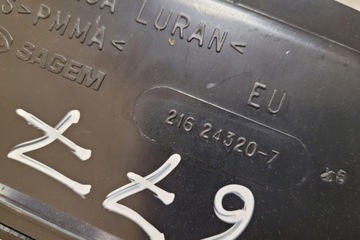 LURAN<
S>PMMA<
SAGEM
EU
216 24320-7